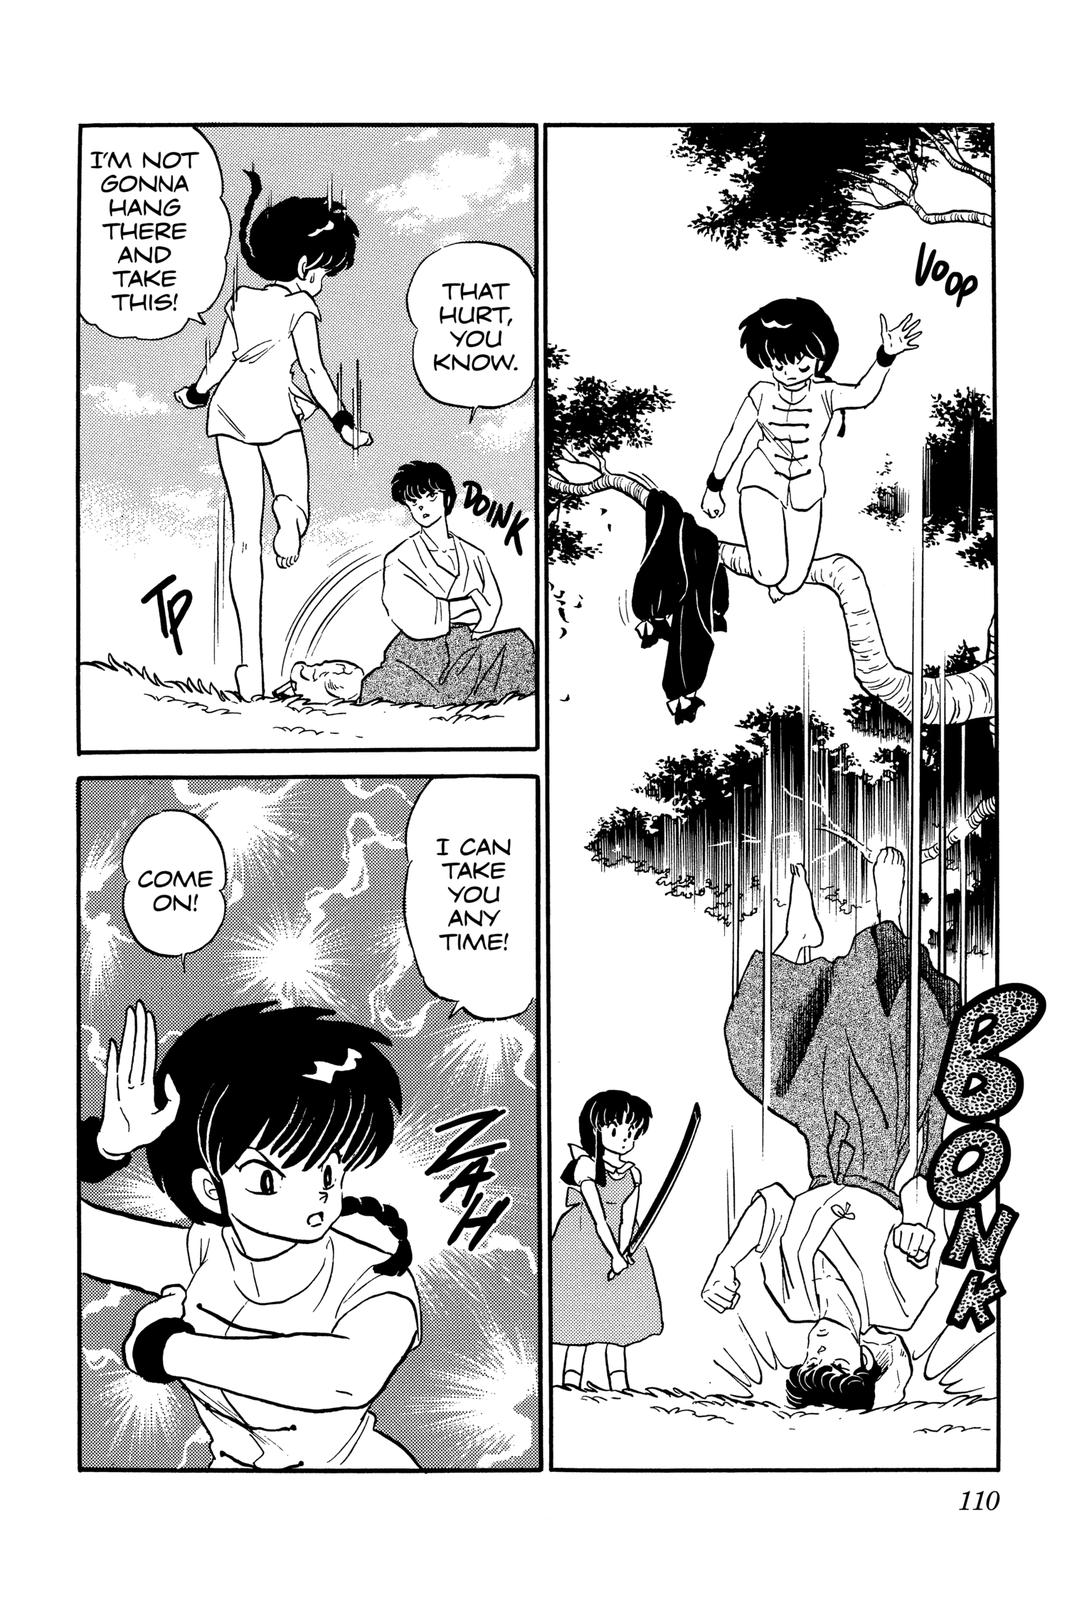 VOOP
BONK
THAT
HURT,
YOU
KNOW.
DOINK
I'M NOT
GONNA
HANG
THERE
AND
TAKE
THIS!
TP
I CAN
TAKE
YOU
ANY
TIME!
COME
ON!
ZAH
110